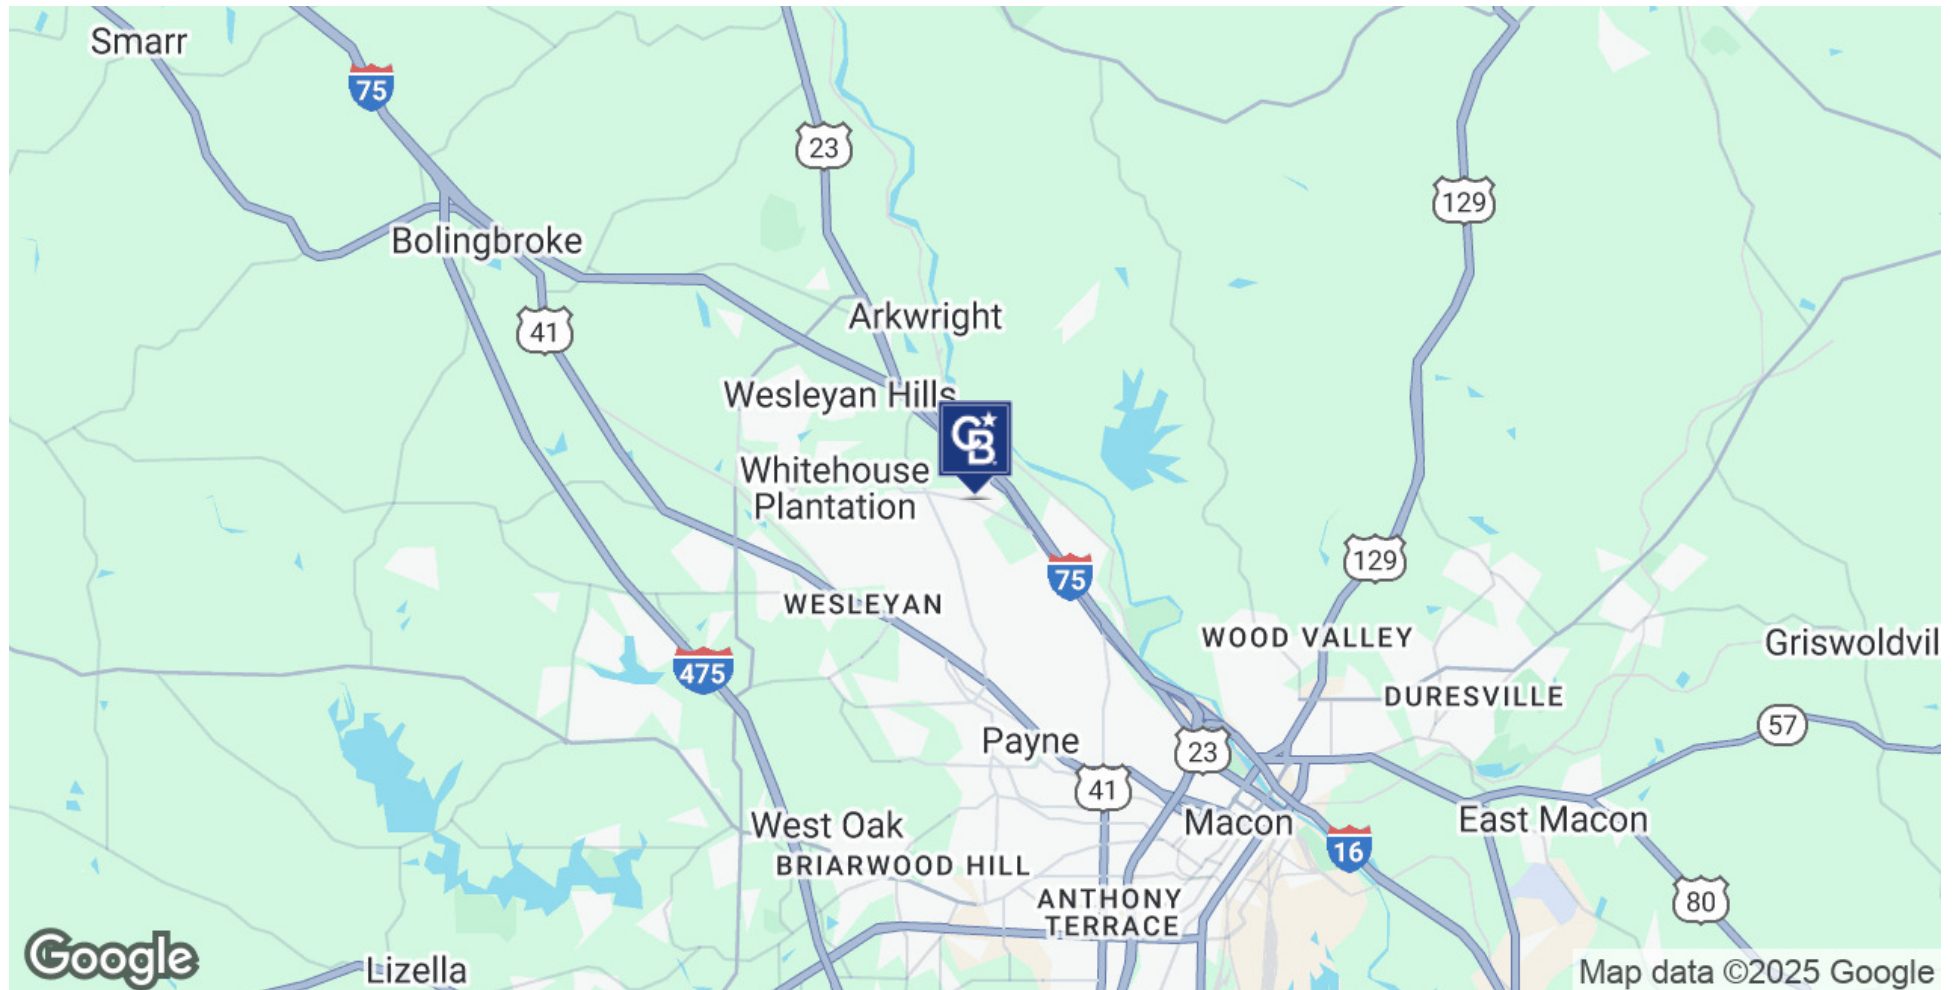 Smarr
75
23
129
Bolingbroke
41
Arkwright
Wesleyan Hills
CB
Whitehouse
Plantation
129
75
WESLEYAN
WOOD VALLEY
Griswoldvil
475
DURESVILLE
57
Payne
23
41
West Oak
Macon
East Macon
BRIARWOOD HILL
16
ANTHONY
TERRACE
80
Google
Lizella
Map data ©2025 Google